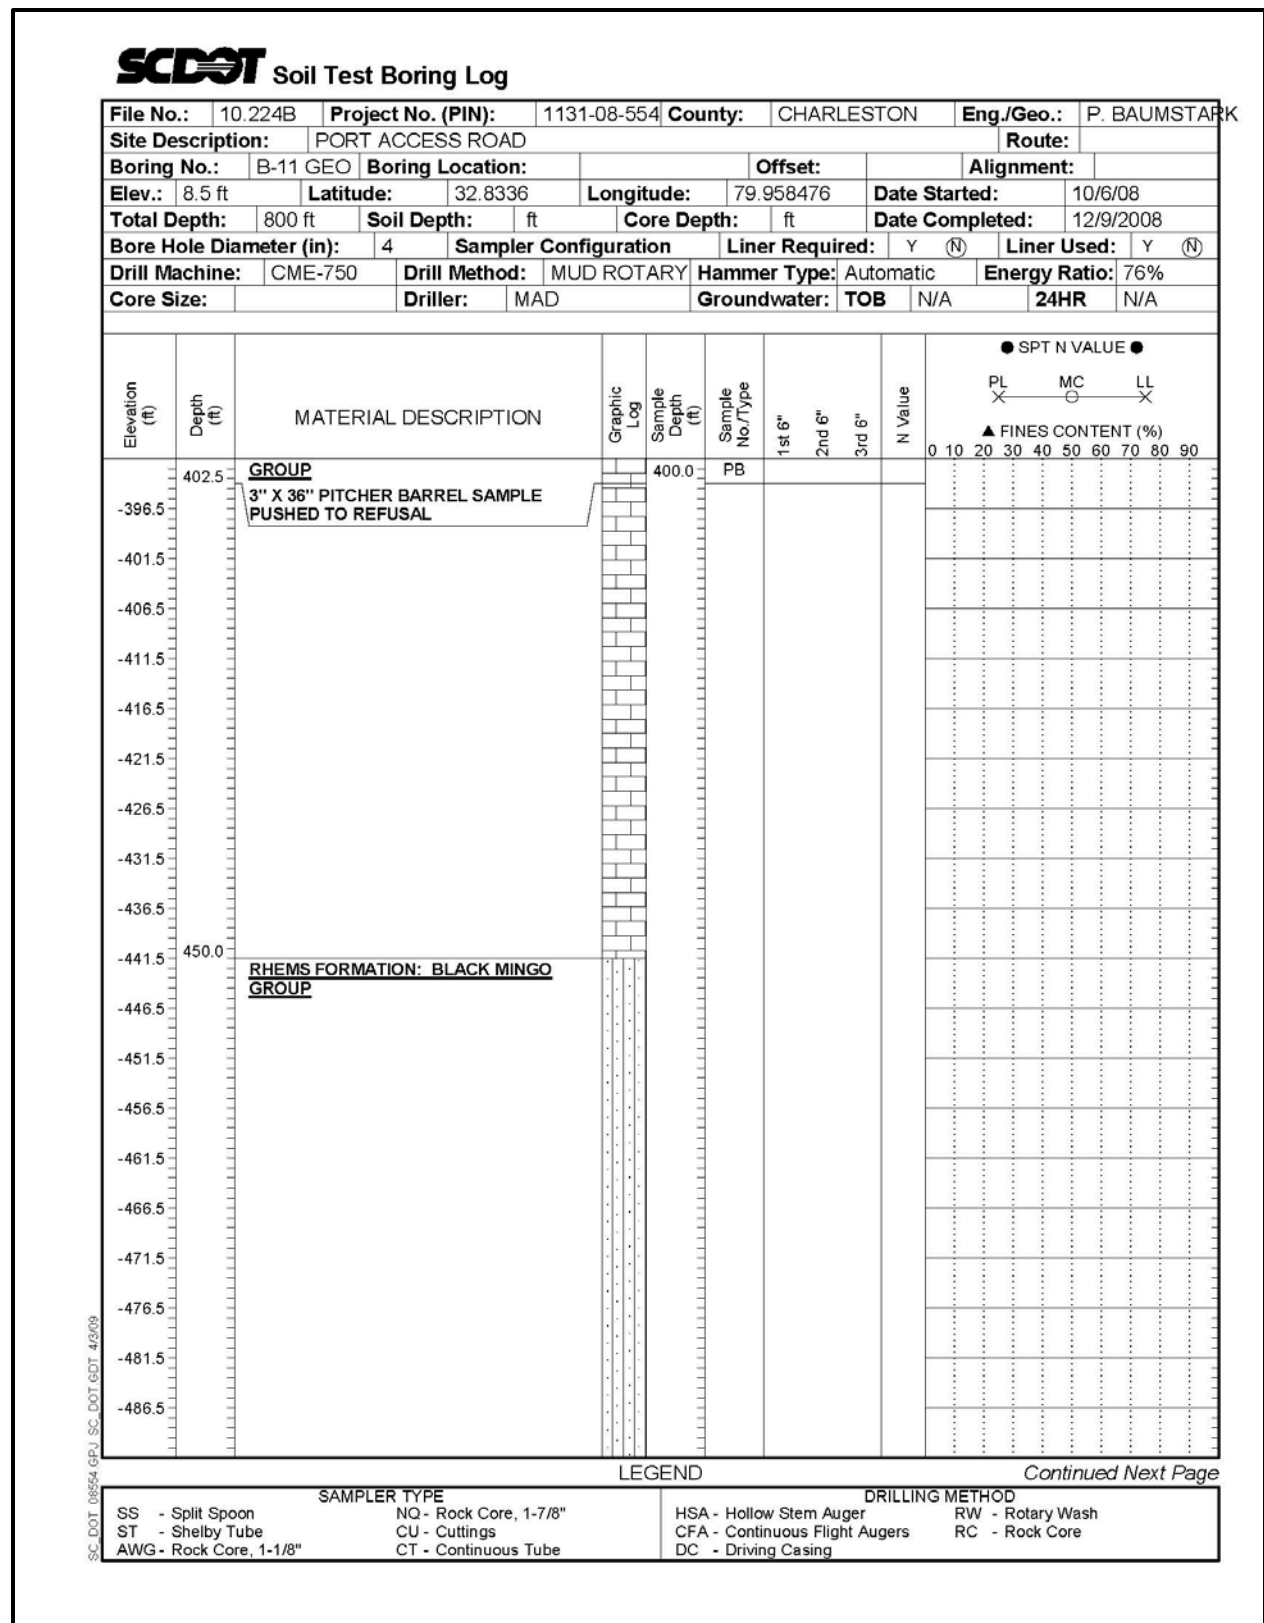 SCDOT Soil Test Boring Log
File No.: 10.224B Project No. (PIN): 1131-08-554 County: CHARLESTON Eng./Geo.: P. BAUMSTARK
Site Description: PORT ACCESS ROAD Route:
Boring No.: B-11 GEO Boring Location: Offset: Alignment:
Elev.: 8.5 ft Latitude: 32.8336 Longitude: 79.958476 Date Started: 10/6/08
Total Depth: 800 ft Soil Depth: ft Core Depth: ft Date Completed: 12/9/2008
Bore Hole Diameter (in): 4 Sampler Configuration Liner Required: Y N Liner Used: Y N
Drill Machine: CME-750 Drill Method: MUD ROTARY Hammer Type: Automatic Energy Ratio: 76%
Core Size: Driller: MAD Groundwater: TOB N/A 24HR N/A
Elevation (ft)
Depth (ft)
MATERIAL DESCRIPTION
Graphic Log
Sample Depth (ft)
Sample No./Type
1st 6"
2nd 6"
3rd 6"
N Value
SPT N VALUE
PL MC LL
FINES CONTENT (%)
0 10 20 30 40 50 60 70 80 90
402.5 GROUP 400.0 PB
3" X 36" PITCHER BARREL SAMPLE
PUSHED TO REFUSAL
-396.5
-401.5
-406.5
-411.5
-416.5
-421.5
-426.5
-431.5
-436.5
-441.5 450.0
RHEMS FORMATION: BLACK MINGO
GROUP
-446.5
-451.5
-456.5
-461.5
-466.5
-471.5
-476.5
-481.5
-486.5
SC_DOT 08554.GPJ SC_DOT.GDT 4/3/09
LEGEND Continued Next Page
SAMPLER TYPE DRILLING METHOD
SS - Split Spoon NQ - Rock Core, 1-7/8" HSA - Hollow Stem Auger RW - Rotary Wash
ST - Shelby Tube CU - Cuttings CFA - Continuous Flight Augers RC - Rock Core
AWG - Rock Core, 1-1/8" CT - Continuous Tube DC - Driving Casing